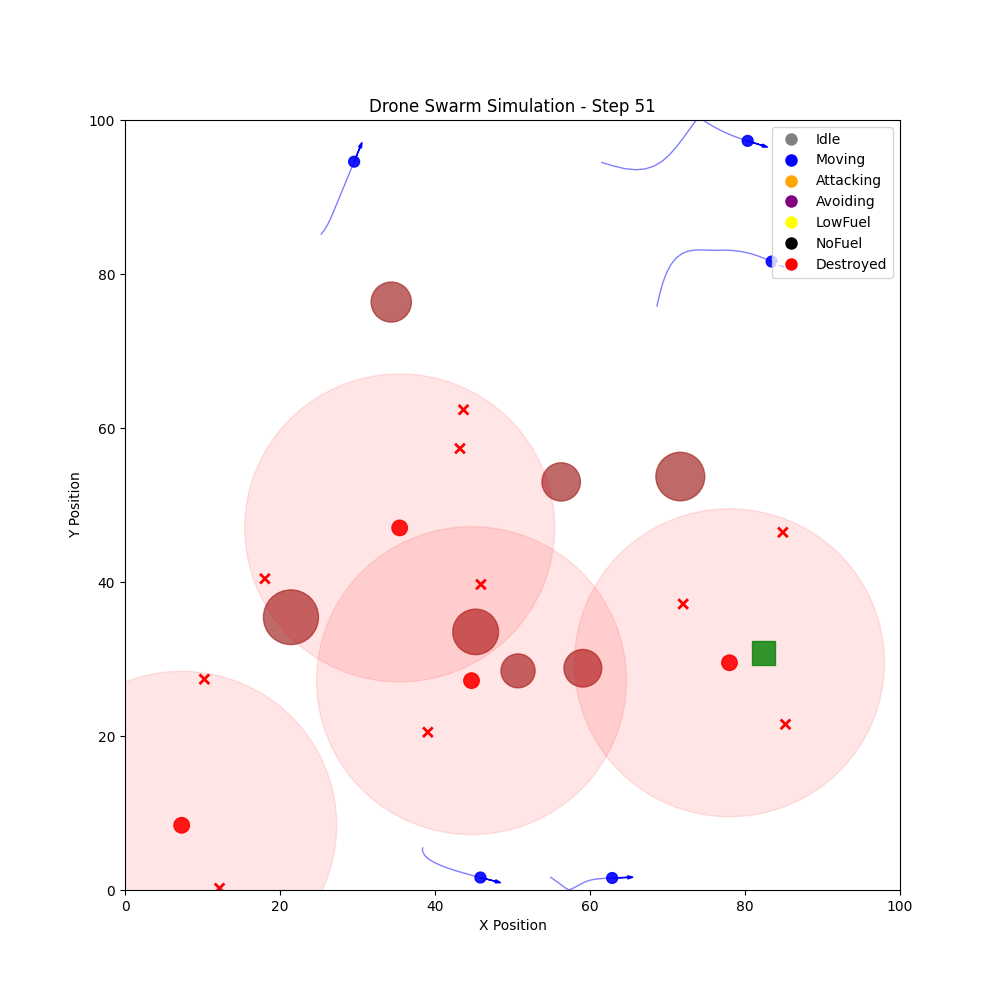 Drone Swarm Simulation - Step 51
Idle
Moving
Attacking
Avoiding
LowFuel
NoFuel
Destroyed
100
80
60
40
20
0
Y Position
0 20 40 60 80 100
X Position